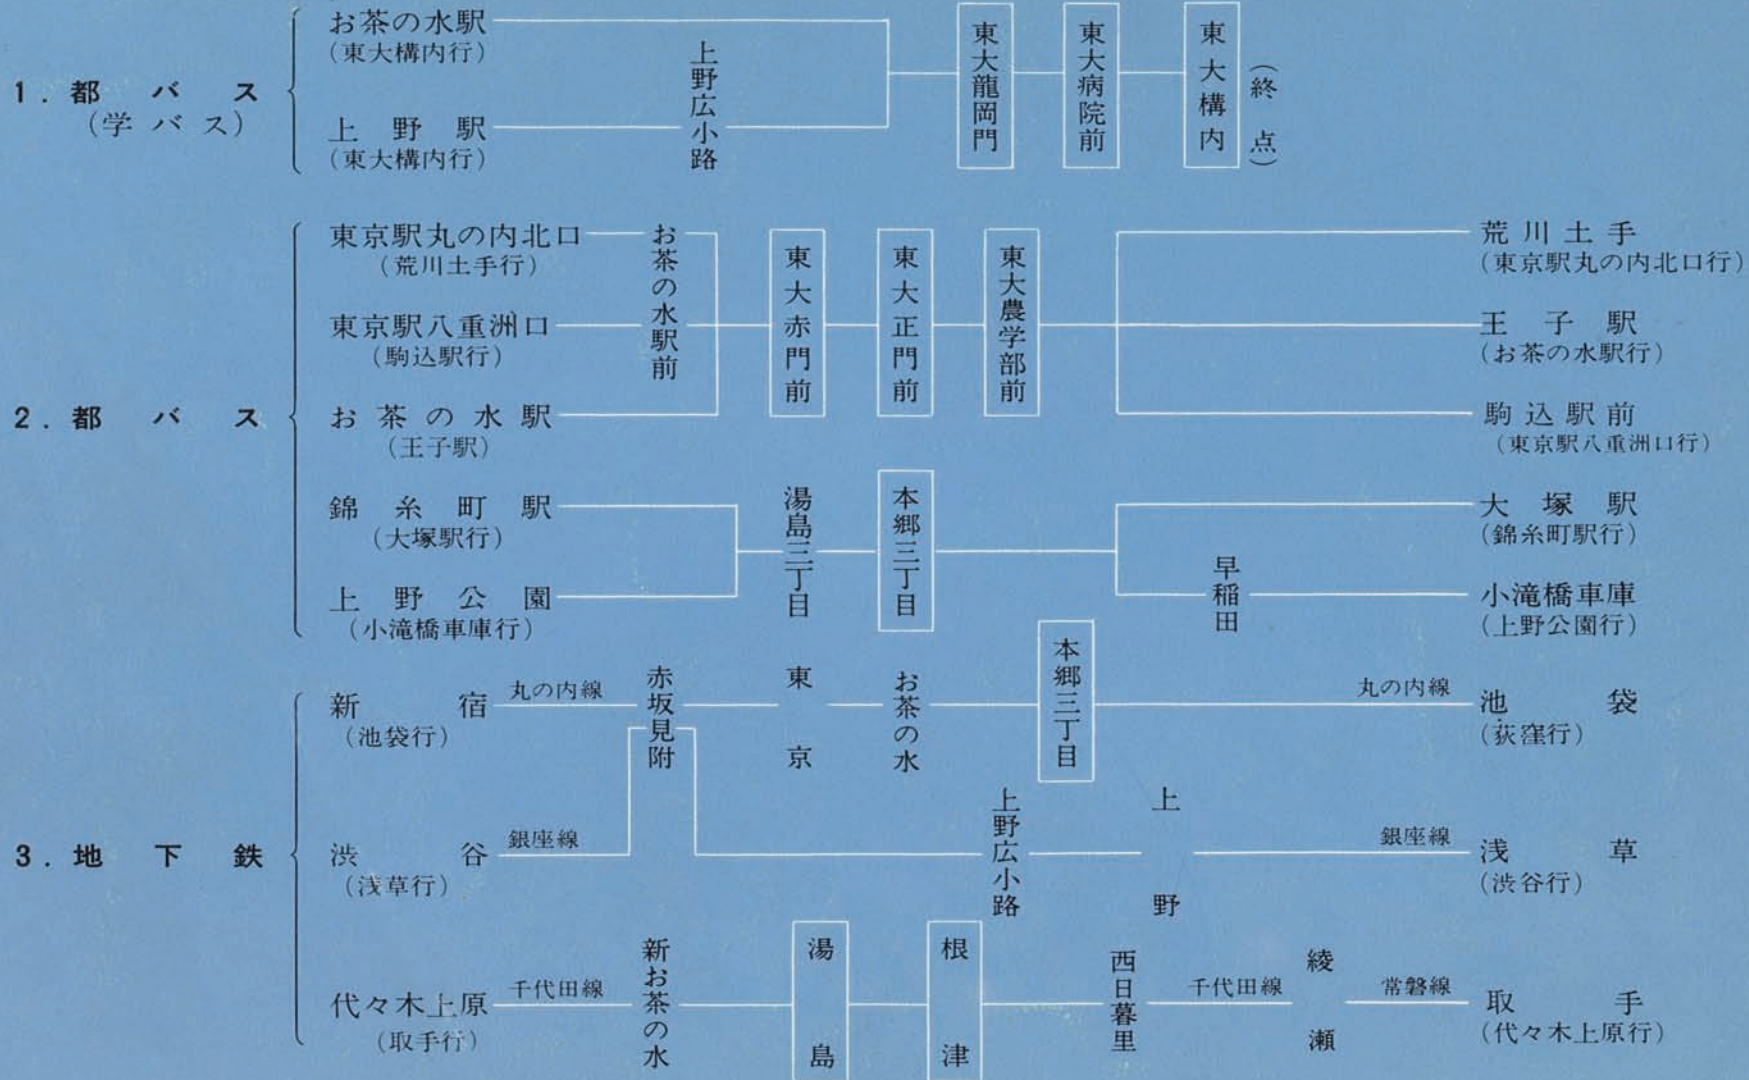 1. 都バス
(学バス)
お茶の水駅
(東大構内行)
上野駅
(東大構内行)
上野広小路
東大龍岡門
東大病院前
東大構内
(終点)
2. 都バス
東京駅丸の内北口
(荒川土手行)
東京駅八重洲口
(駒込駅行)
お茶の水駅
(王子駅)
お茶の水駅前
東大赤門前
東大正門前
東大農学部前
荒川土手
(東京駅丸の内北口行)
王子駅
(お茶の水駅行)
駒込駅前
(東京駅八重洲口行)
錦糸町駅
(大塚駅行)
上野公園
(小滝橋車庫行)
湯島三丁目
本郷三丁目
大塚駅
(錦糸町駅行)
早稲田
小滝橋車庫
(上野公園行)
3. 地下鉄
新宿
(池袋行)
丸の内線
赤坂見附
東京
お茶の水
本郷三丁目
丸の内線
池袋
(荻窪行)
渋谷
(浅草行)
銀座線
上野広小路
上野
銀座線
浅草
(渋谷行)
代々木上原
(取手行)
千代田線
新お茶の水
湯島
根津
西日暮里
千代田線
綾瀬
常磐線
取手
(代々木上原行)